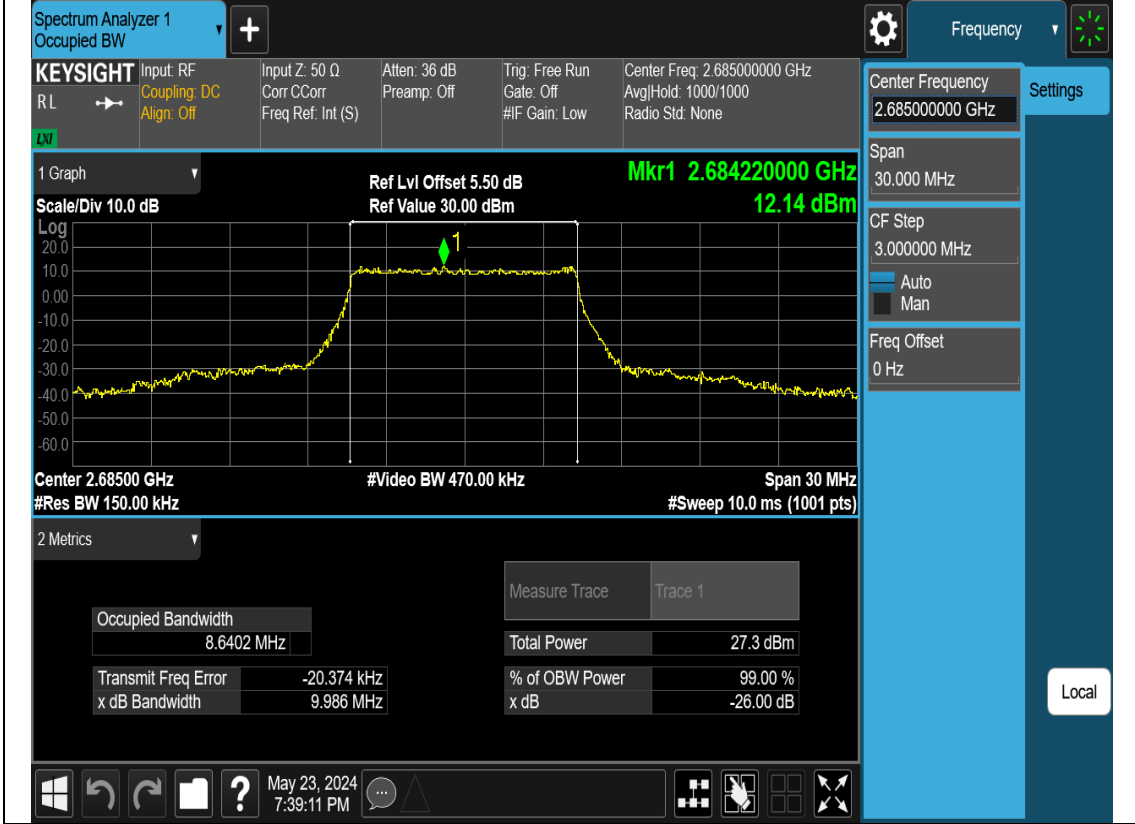 Spectrum Analyzer 1
Occupied BW
+
Frequency
KEYSIGHT
RL
LXI
Input: RF
Coupling: DC
Align: Off
Input Z: 50 Ω
Corr CCorr
Freq Ref: Int (S)
Atten: 36 dB
Preamp: Off
Trig: Free Run
Gate: Off
#IF Gain: Low
Center Freq: 2.685000000 GHz
Avg|Hold: 1000/1000
Radio Std: None
Center Frequency
2.685000000 GHz
Settings
Span
30.000 MHz
CF Step
3.000000 MHz
Auto
Man
Freq Offset
0 Hz
Local
1 Graph
Scale/Div 10.0 dB
Ref Lvl Offset 5.50 dB
Ref Value 30.00 dBm
Mkr1 2.684220000 GHz
12.14 dBm
Log
1
20.0
10.0
0.00
-10.0
-20.0
-30.0
-40.0
-50.0
-60.0
Center 2.68500 GHz
#Video BW 470.00 kHz
Span 30 MHz
#Res BW 150.00 kHz
#Sweep 10.0 ms (1001 pts)
2 Metrics
Measure Trace Trace 1
Occupied Bandwidth
8.6402 MHz
Total Power 27.3 dBm
Transmit Freq Error -20.374 kHz
% of OBW Power 99.00 %
x dB Bandwidth 9.986 MHz
x dB -26.00 dB
?
May 23, 2024
7:39:11 PM